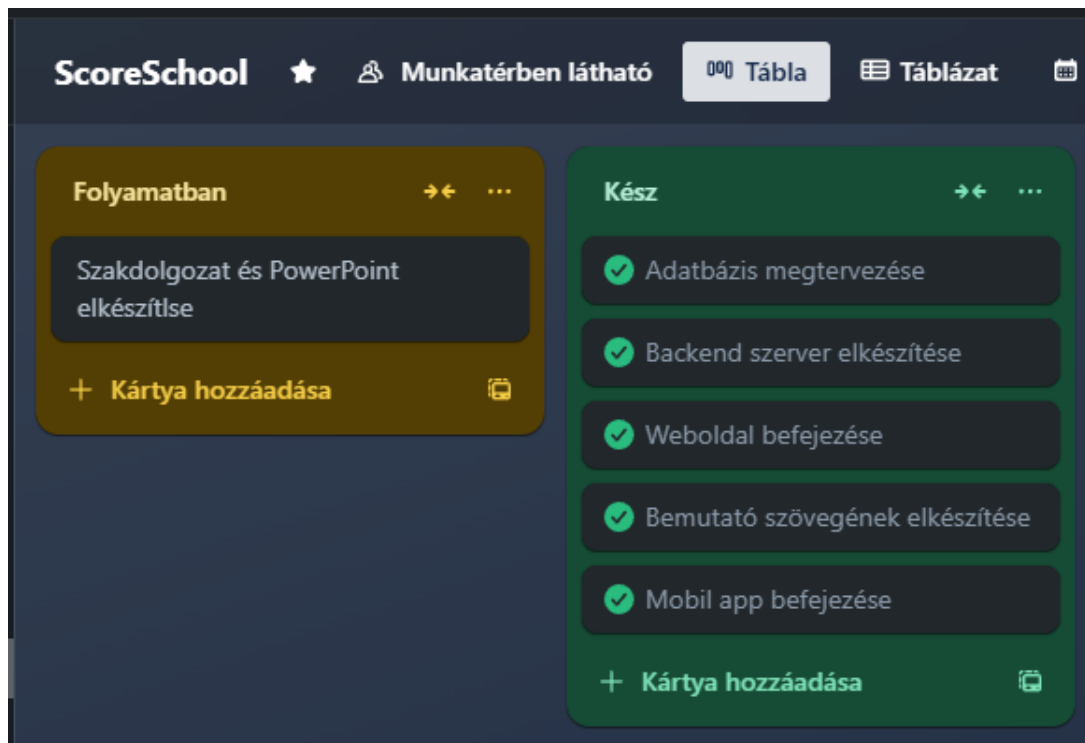 ScoreSchool Munkatérben látható Tábla Táblázat
Folyamatban
Szakdolgozat és PowerPoint
elkészítlse
Kártya hozzáadása
Kész
Adatbázis megtervezése
Backend szerver elkészítése
Weboldal befejezése
Bemutató szövegének elkészítése
Mobil app befejezése
Kártya hozzáadása